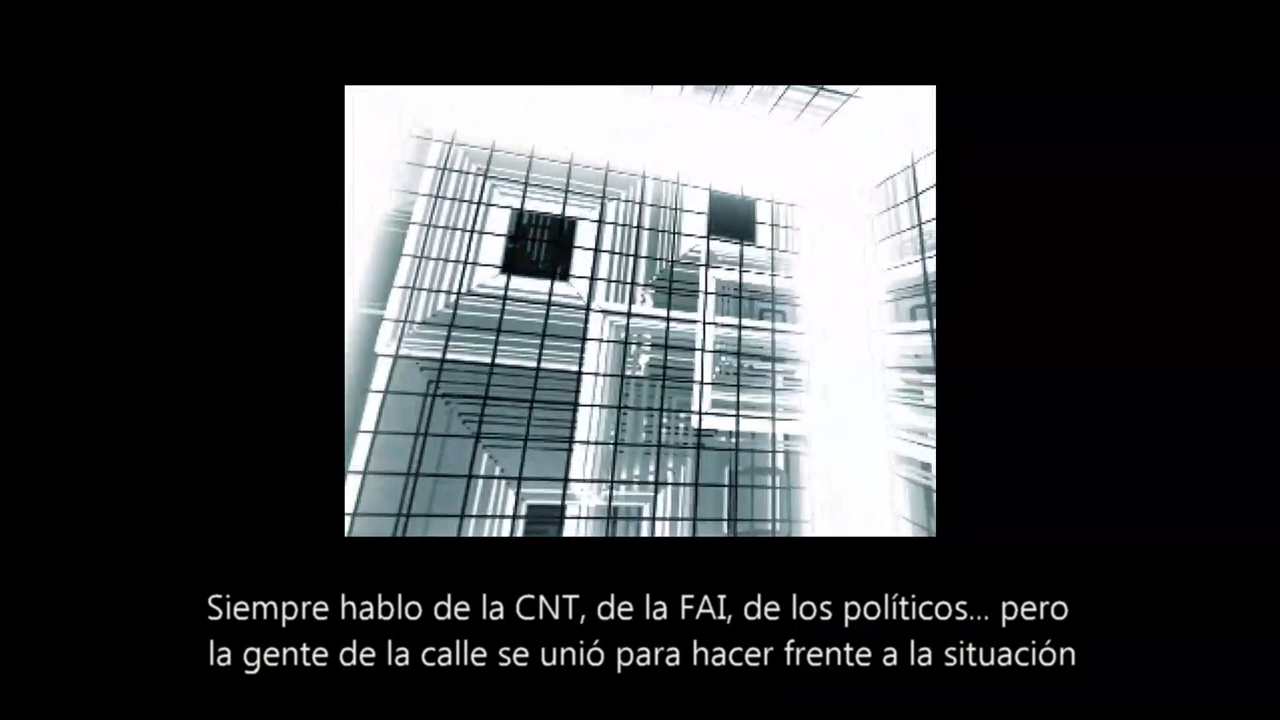 Siempre hablo de la CNT, de la FAI, de los políticos... pero
la gente de la calle se unió para hacer frente a la situación